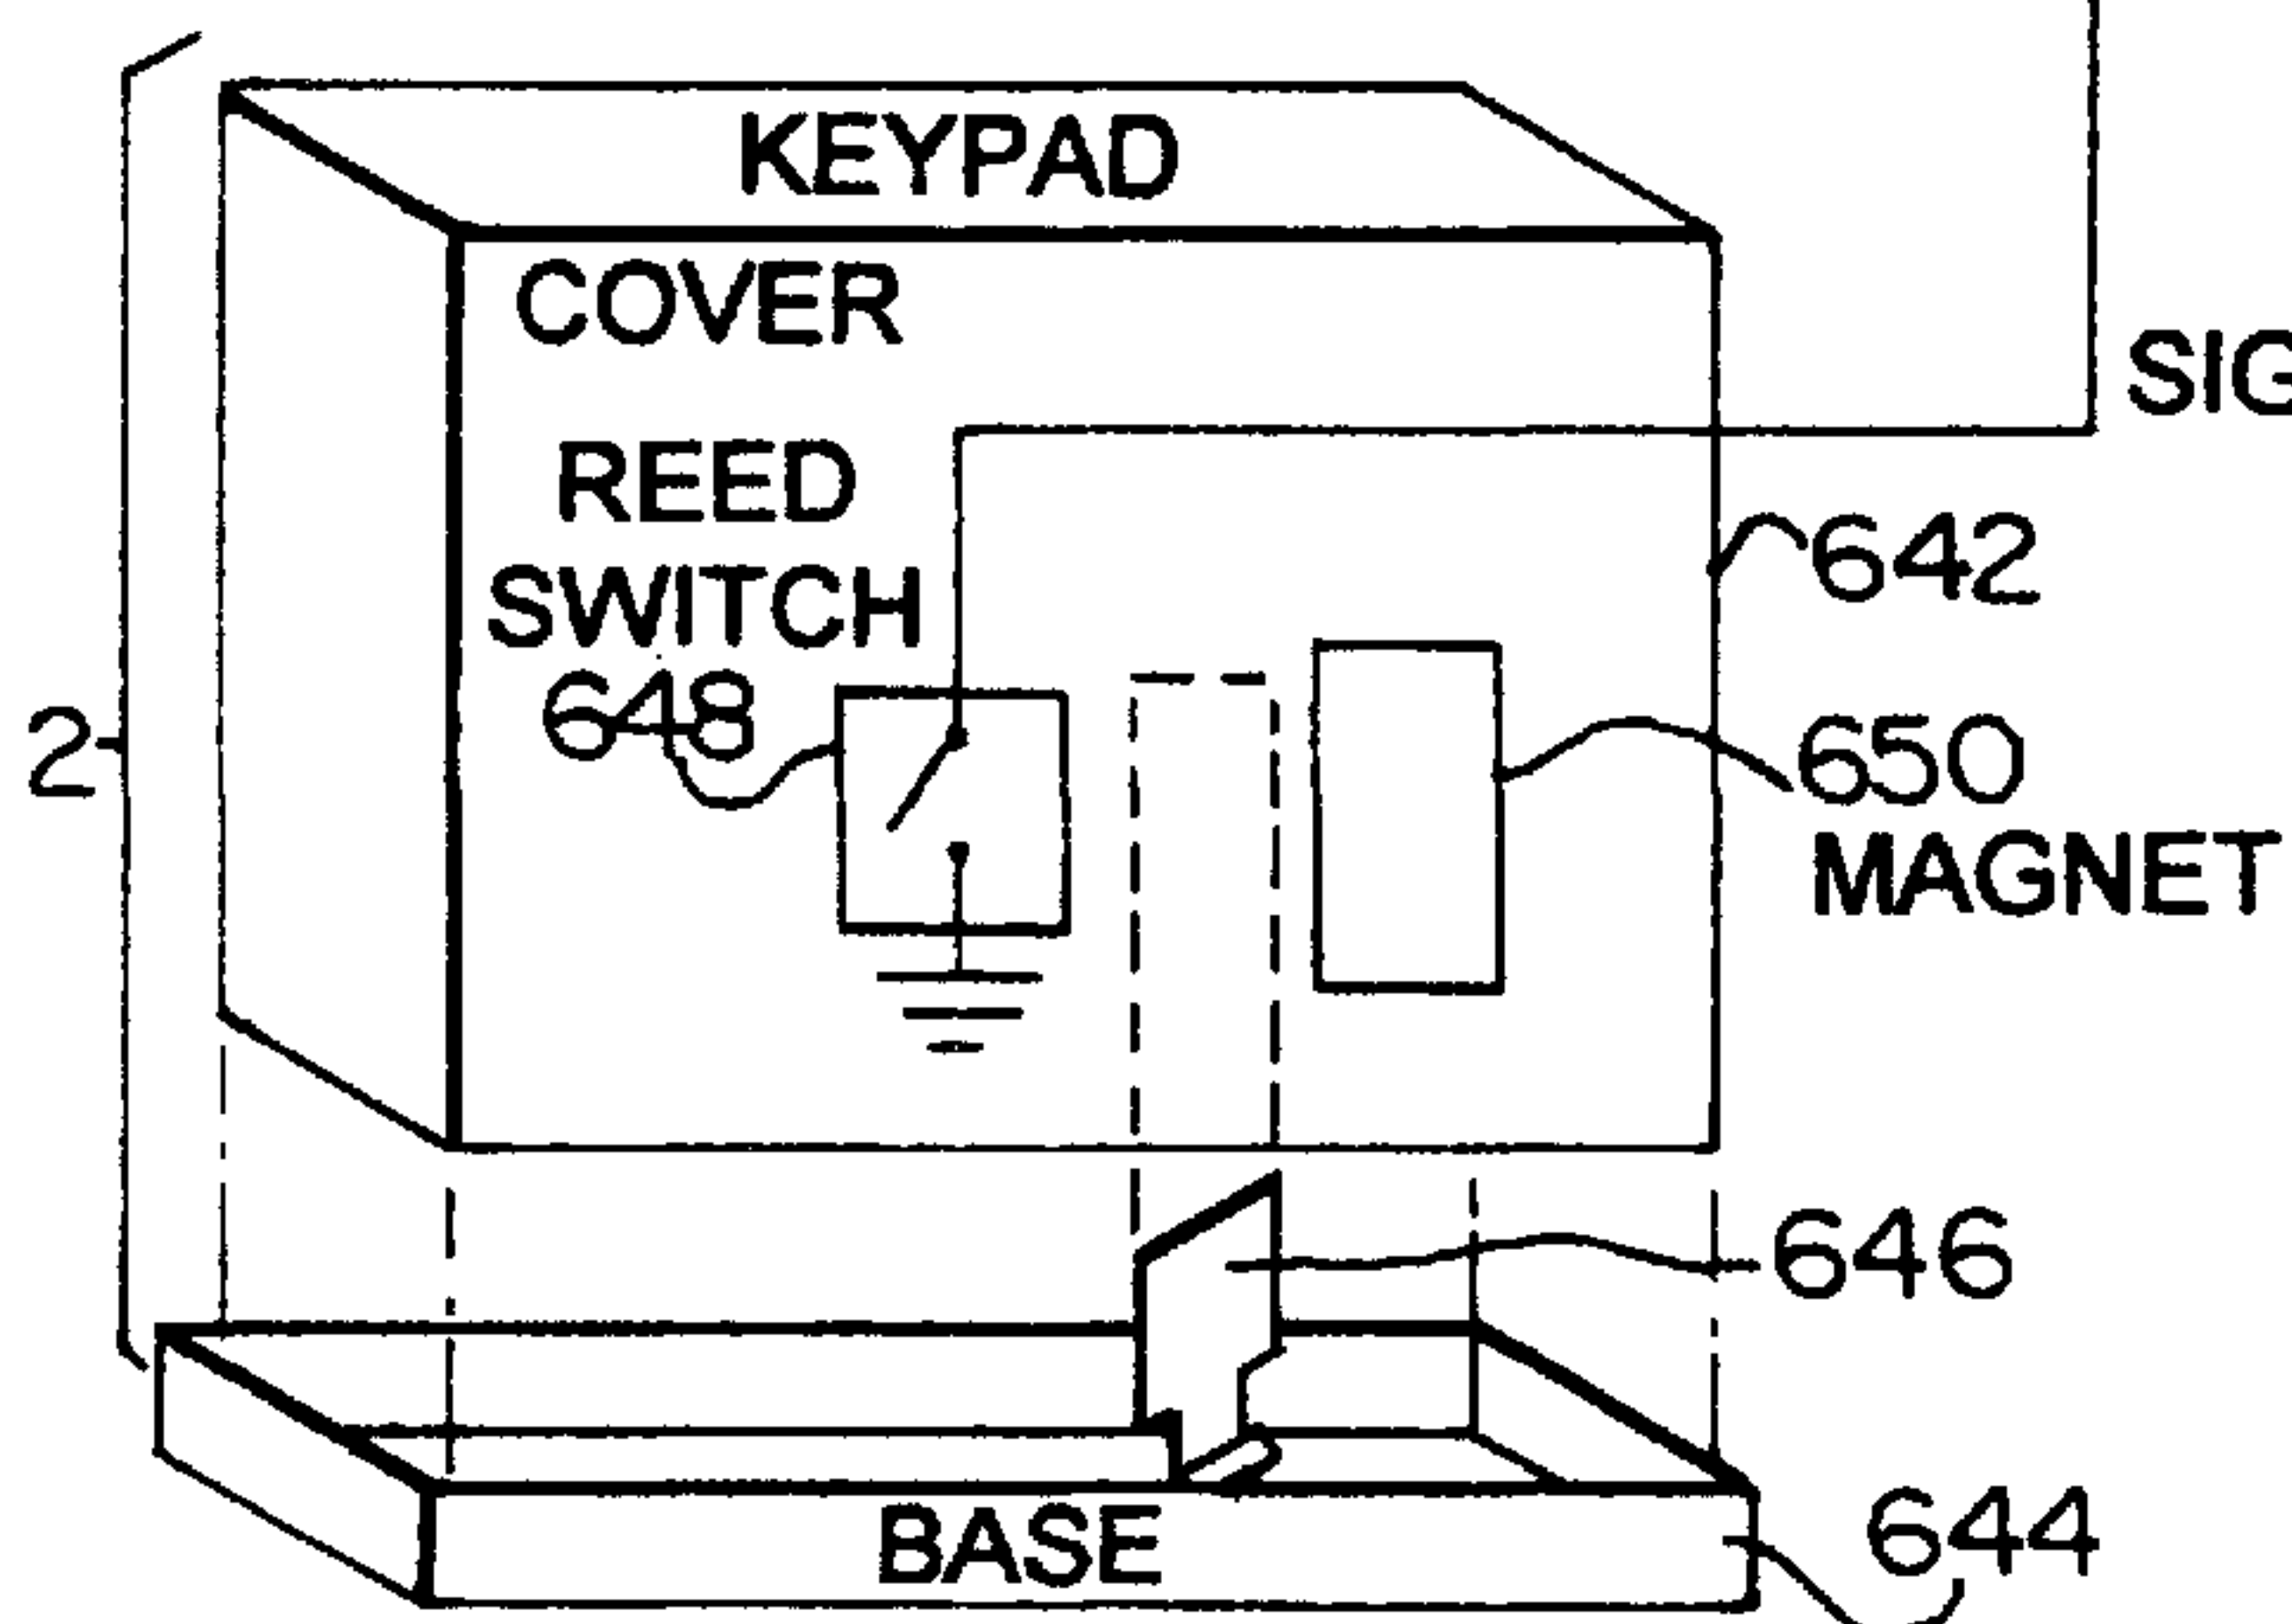 KEYPAD
COVER
SIG
REED
SWITCH
648
642
2
650
MAGNET
646
BASE
644